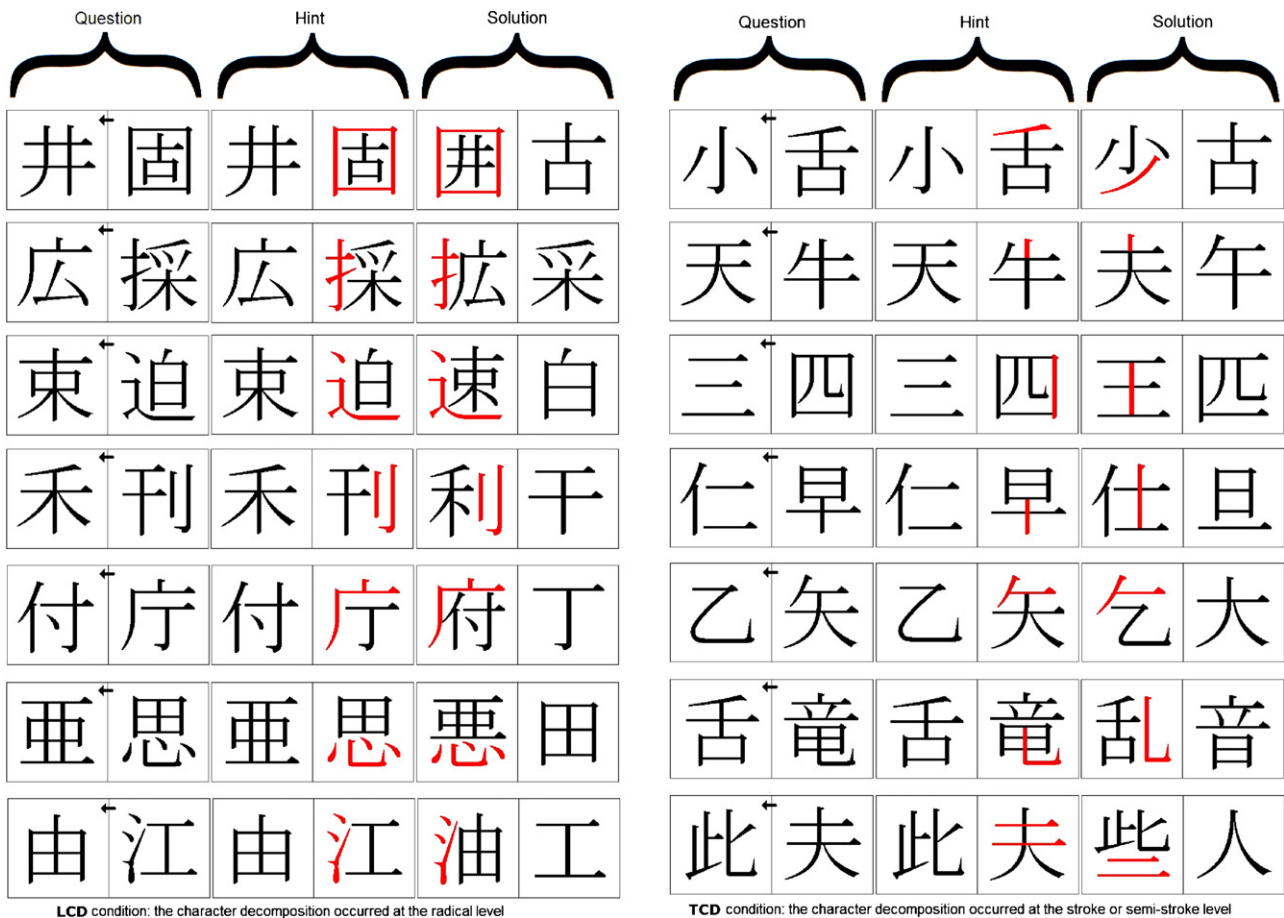 Question Hint Solution
井 ← 固 井 固 囲 古
広 ← 採 広 採 拡 采
束 ← 迫 束 迫 速 白
禾 ← 刊 禾 刊 利 干
付 ← 庁 付 庁 府 丁
亜 ← 思 亜 思 悪 田
由 ← 江 由 江 油 工
LCD condition: the character decomposition occurred at the radical level
Question Hint Solution
小 ← 舌 小 舌 少 古
天 ← 牛 天 牛 夫 午
三 ← 四 三 四 王 匹
仁 ← 早 仁 早 仕 旦
乙 ← 矢 乙 矢 乞 大
舌 ← 竜 舌 竜 乱 音
此 ← 夫 此 夫 些 人
TCD condition: the character decomposition occurred at the stroke or semi-stroke level